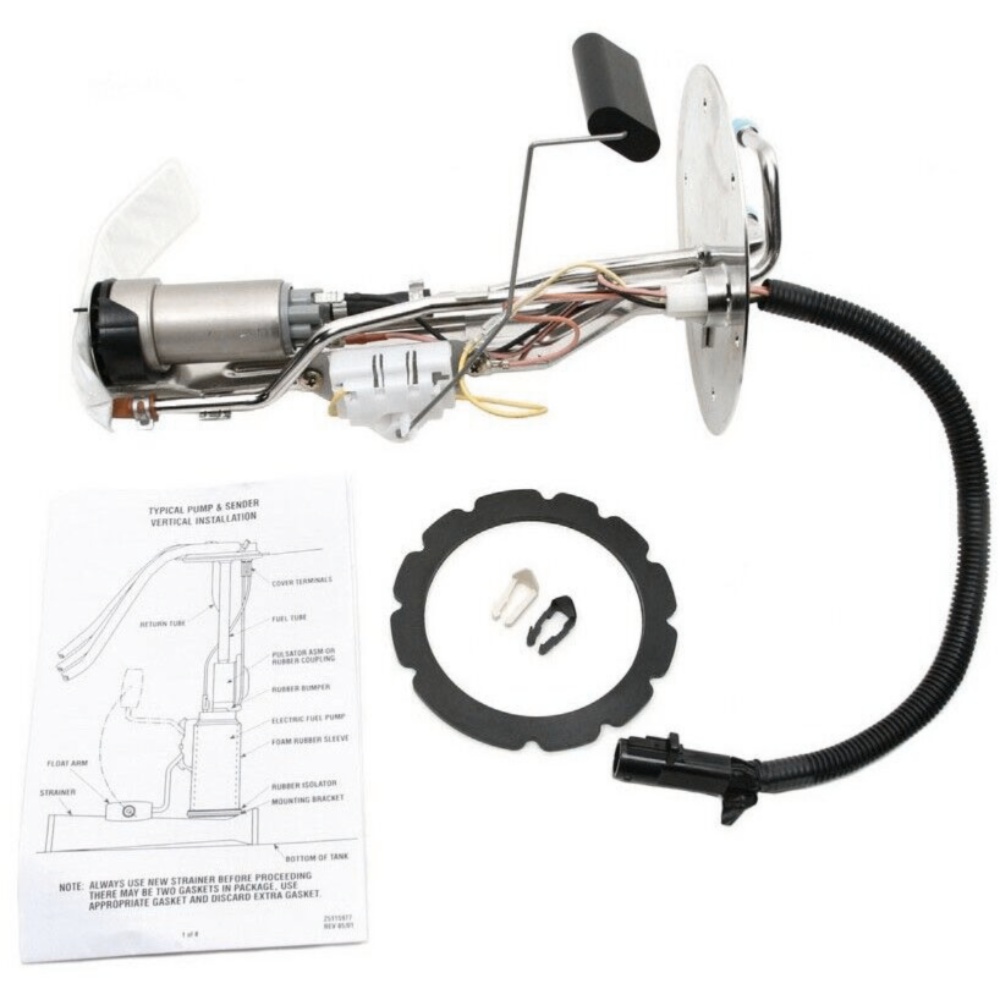 TYPICAL PUMP & SENDER
VERTICAL INSTALLATION
COVER TERMINALS
RETURN TUBE
FUEL TUBE
PULSATOR ASM OR
RUBBER COUPLING
RUBBER BUMPER
ELECTRIC FUEL PUMP
FOAM RUBBER SLEEVE
FLOAT ARM
STRAINER
RUBBER ISOLATOR
MOUNTING BRACKET
BOTTOM OF TANK
NOTE: ALWAYS USE NEW STRAINER BEFORE PROCEEDING
THERE MAY BE TWO GASKETS IN PACKAGE, USE
APPROPRIATE GASKET AND DISCARD EXTRA GASKET.
REV 05/01
1 of 8